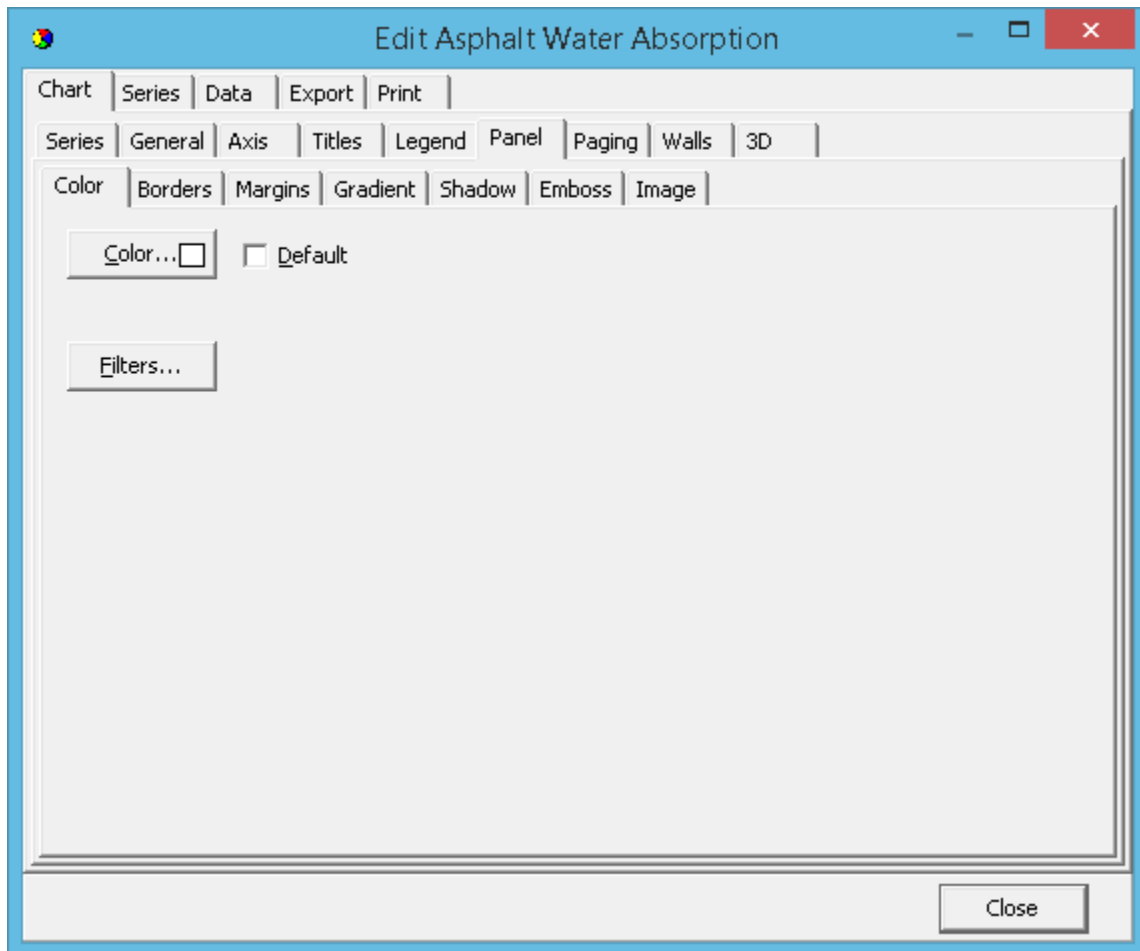 Edit Asphalt Water Absorption
Chart Series Data Export Print
Series General Axis Titles Legend Panel Paging Walls 3D
Color Borders Margins Gradient Shadow Emboss Image
Color... Default
Filters...
Close